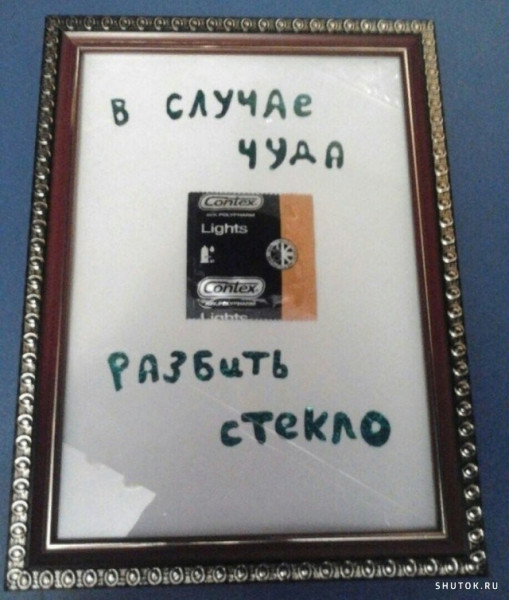 В СЛУЧАЕ
ЧУДА
Contex
Lights
Contex
Lights
РАЗБИТЬ
СТЕКЛО
SHUTOK.RU